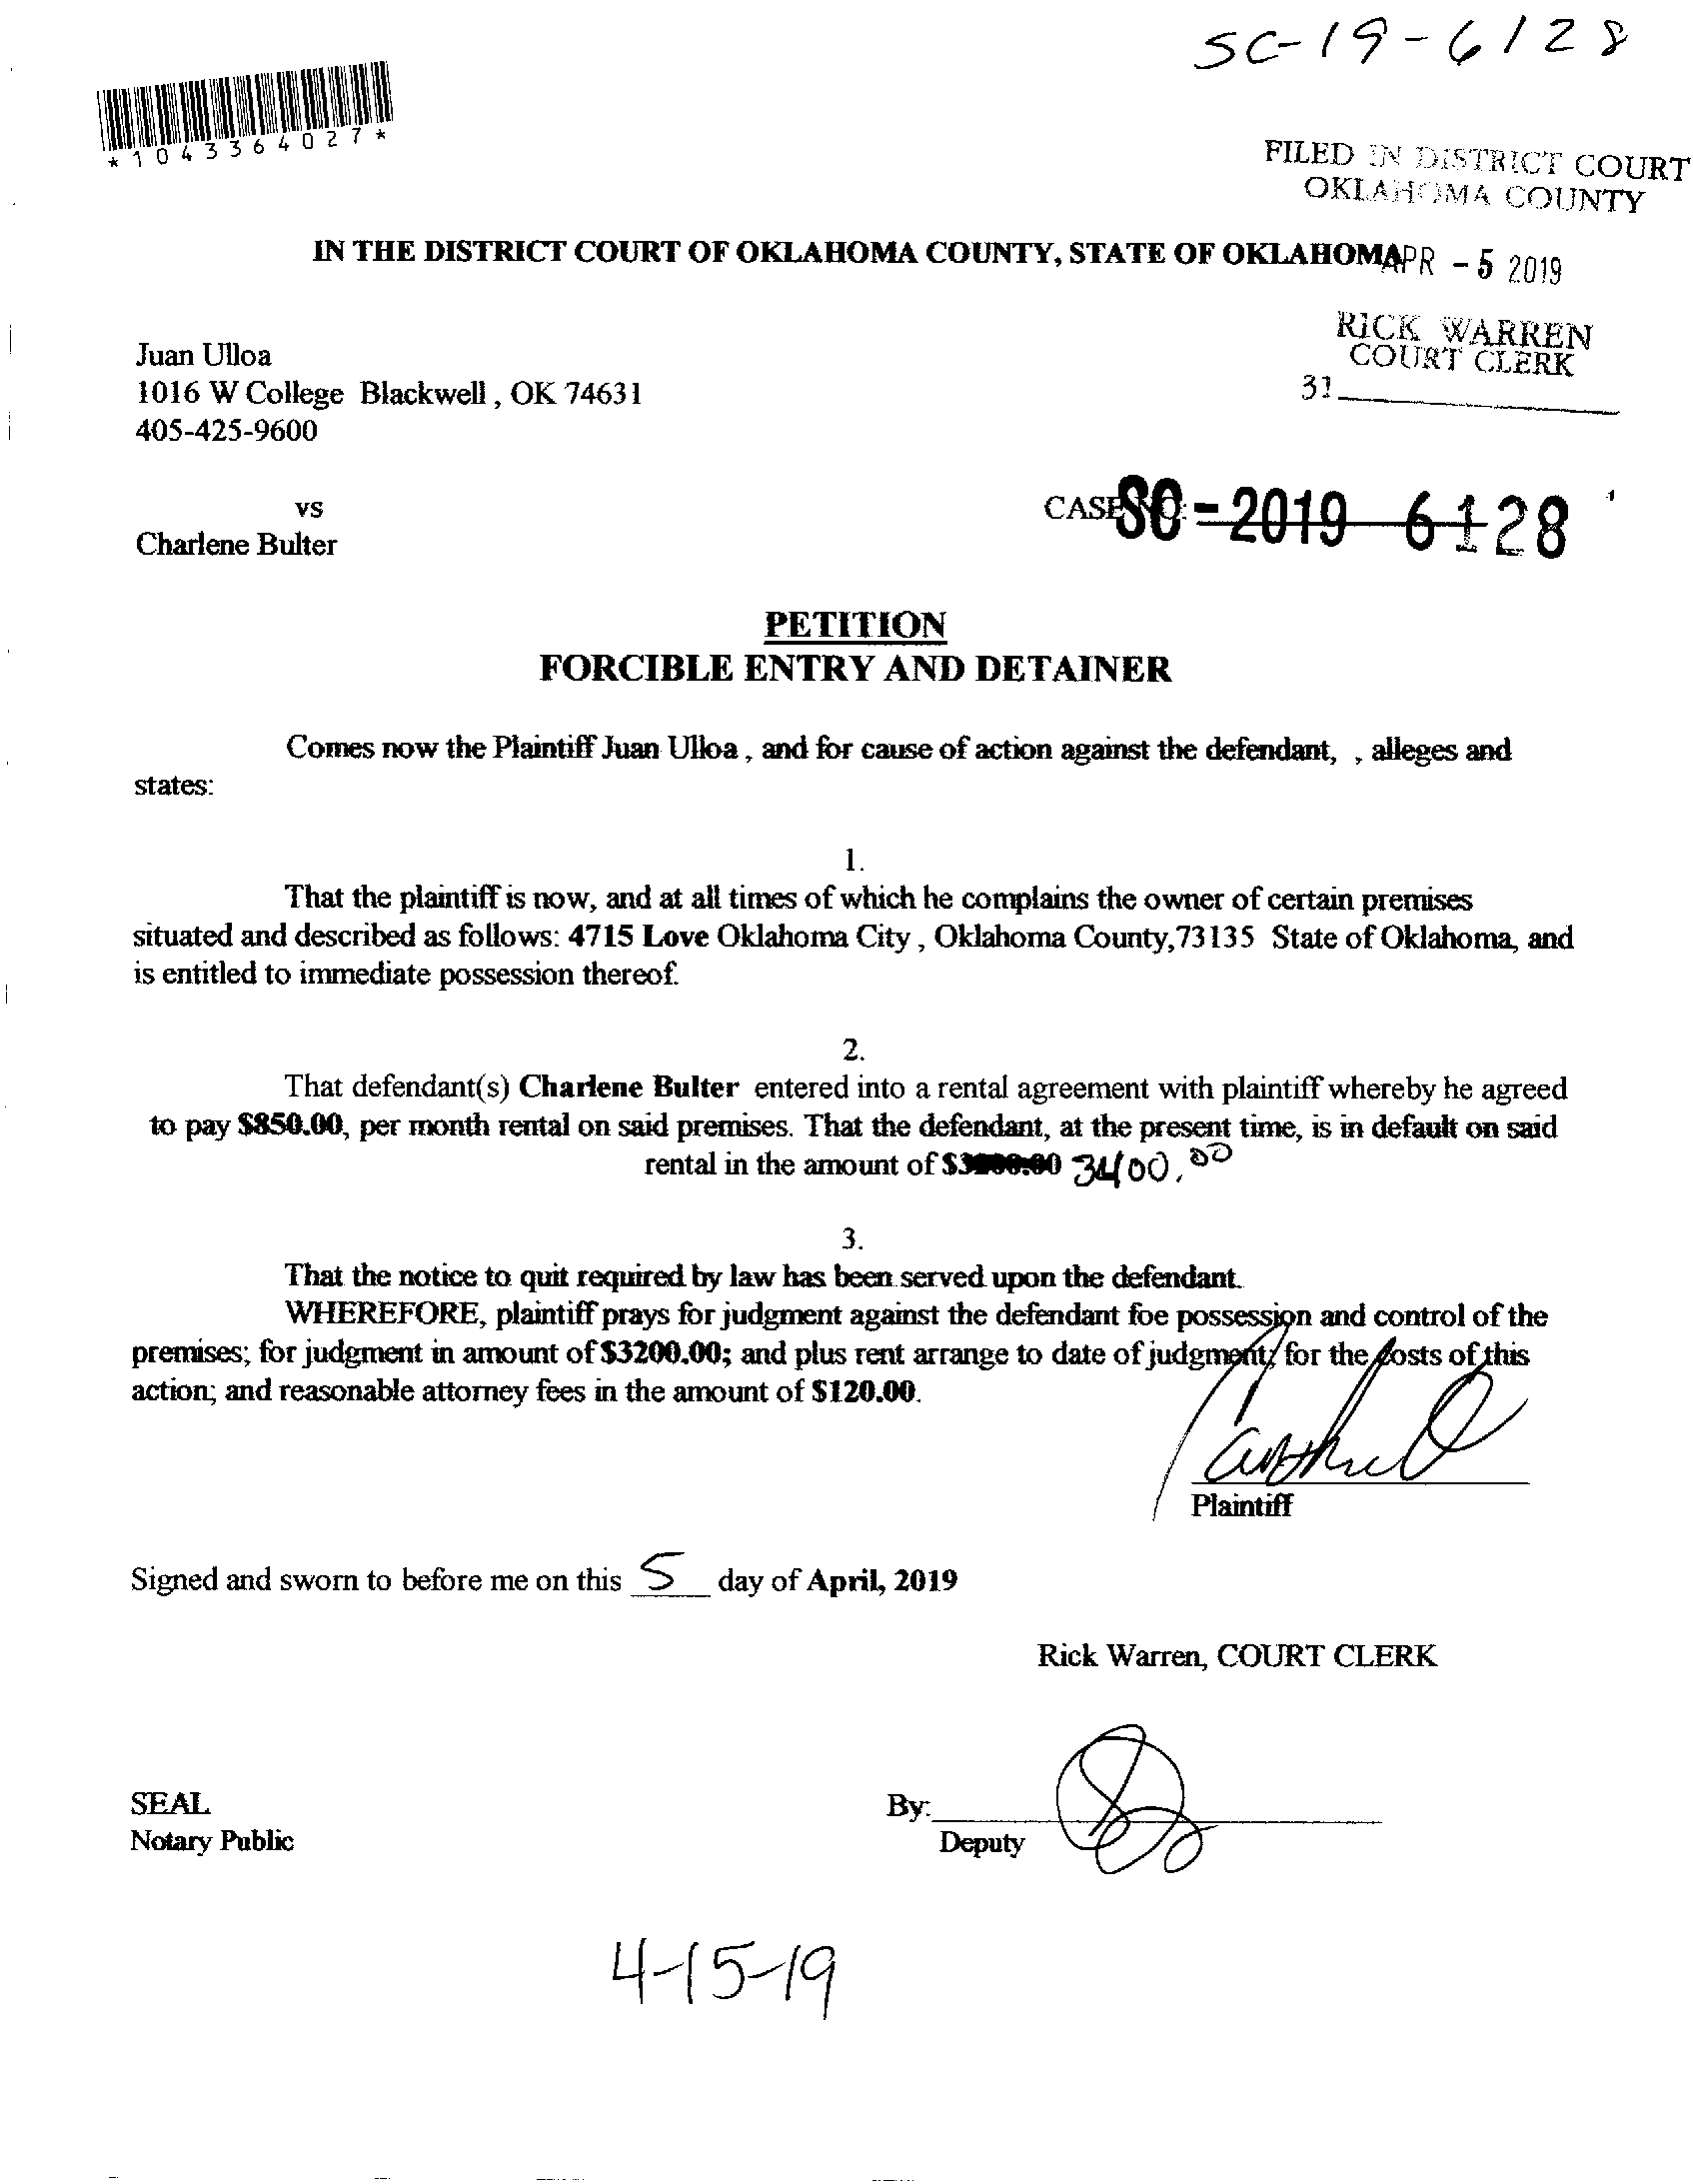 SC-19-6128
*1043364027*
FILED IN DISTRICT COURT
OKLAHOMA COUNTY
IN THE DISTRICT COURT OF OKLAHOMA COUNTY, STATE OF OKLAHOMA
APR - 5 2019
RICK WARREN
COURT CLERK
31
Juan Ulloa
1016 W College Blackwell , OK 74631
405-425-9600
vs
CASE NO: SC - 2019 6128
Charlene Bulter
PETITION
FORCIBLE ENTRY AND DETAINER
Comes now the Plaintiff Juan Ulloa , and for cause of action against the defendant, , alleges and
states:
1.
That the plaintiff is now, and at all times of which he complains the owner of certain premises
situated and described as follows: 4715 Love Oklahoma City , Oklahoma County,73135 State of Oklahoma, and
is entitled to immediate possession thereof.
2.
That defendant(s) Charlene Bulter entered into a rental agreement with plaintiff whereby he agreed
to pay $850.00, per month rental on said premises. That the defendant, at the present time, is in default on said
rental in the amount of 3400.00
3.
That the notice to quit required by law has been served upon the defendant.
WHEREFORE, plaintiff prays for judgment against the defendant foe possession and control of the
premises; for judgment in amount of $3200.00; and plus rent arrange to date of judgment; for the costs of this
action; and reasonable attorney fees in the amount of $120.00.
Plaintiff
Signed and sworn to before me on this 5 day of April, 2019
Rick Warren, COURT CLERK
SEAL
By:
Notary Public
Deputy
4-15-19